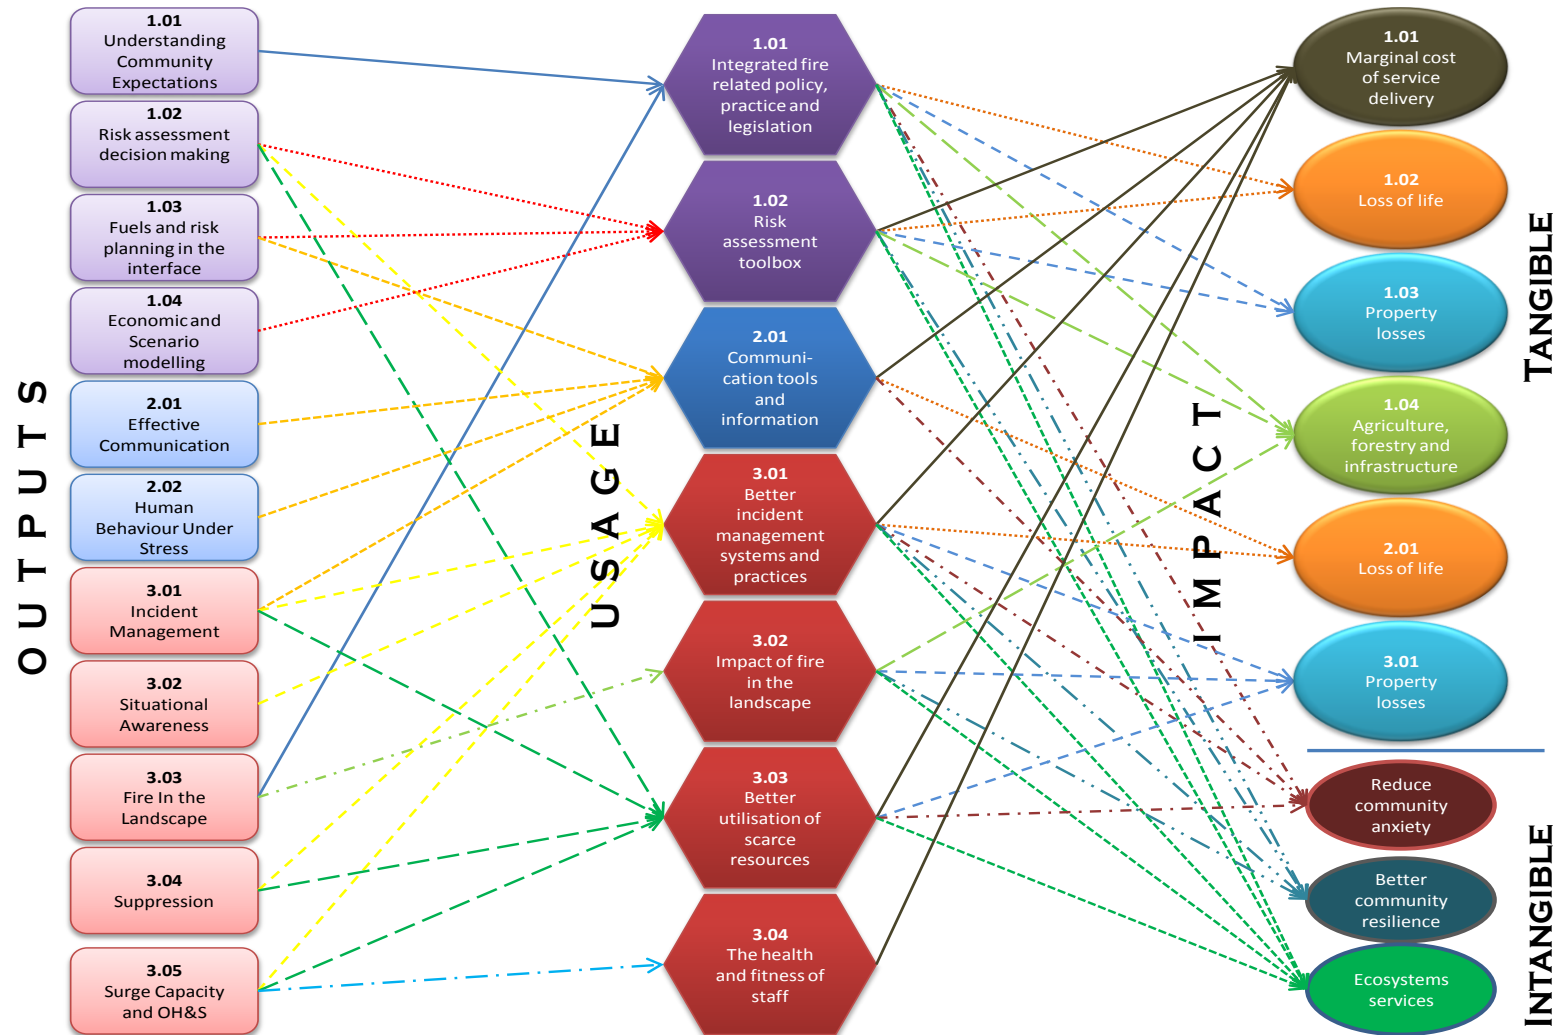 OUTPUTS
1.01
Understanding
Community
Expectations
1.02
Risk assessment
decision making
1.03
Fuels and risk
planning in the
interface
1.04
Economic and
Scenario
modelling
2.01
Effective
Communication
2.02
Human
Behaviour Under
Stress
3.01
Incident
Management
3.02
Situational
Awareness
3.03
Fire In the
Landscape
3.04
Suppression
3.05
Surge Capacity
and OH&S
USAGE
1.01
Integrated fire
related policy,
practice and
legislation
1.02
Risk
assessment
toolbox
2.01
Communi-
cation tools
and
information
3.01
Better
incident
management
systems and
practices
3.02
Impact of fire
in the
landscape
3.03
Better
utilisation of
scarce
resources
3.04
The health
and fitness of
staff
IMPACT
1.01
Marginal cost
of service
delivery
1.02
Loss of life
1.03
Property
losses
1.04
Agriculture,
forestry and
infrastructure
2.01
Loss of life
3.01
Property
losses
Reduce
community
anxiety
Better
community
resilience
Ecosystems
services
TANGIBLE
INTANGIBLE